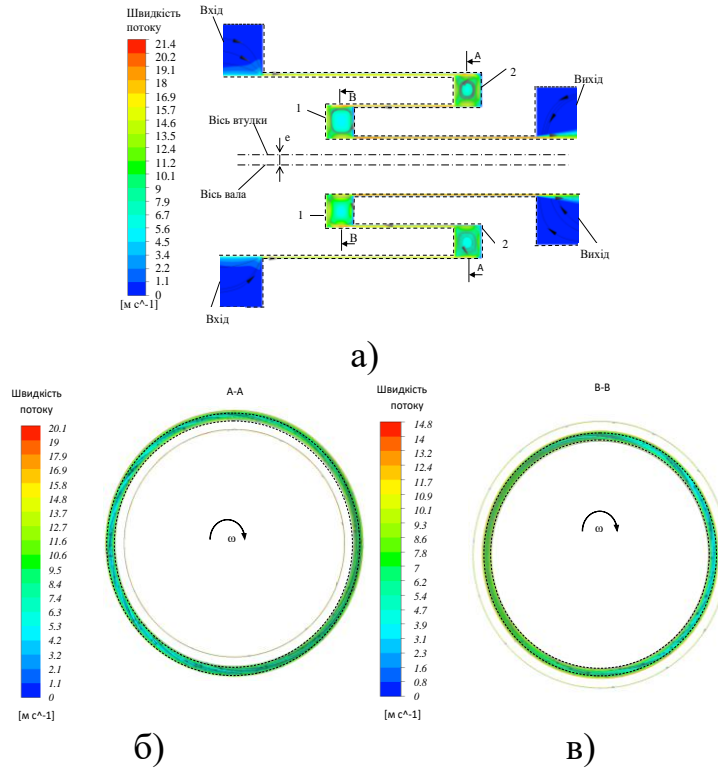 Швидкість
потоку
21.4
20.2
19.1
18
16.9
15.7
14.6
13.5
12.4
11.2
10.1
9
7.9
6.7
5.6
4.5
3.4
2.2
1.1
0
[м с^-1]
Вхід
A
2
B
1
Вихід
e
Вісь втулки
Вісь вала
1
B
2
A
Вихід
Вхід
а)
Швидкість
потоку
A-A
20.1
19
17.9
16.9
15.8
14.8
13.7
12.7
11.6
10.6
9.5
8.4
7.4
6.3
5.3
4.2
3.2
2.1
1.1
0
[м с^-1]
ω
б)
Швидкість
потоку
B-B
14.8
14
13.2
12.4
11.7
10.9
10.1
9.3
8.6
7.8
7
6.2
5.4
4.7
3.9
3.1
2.3
1.6
0.8
0
[м с^-1]
ω
в)